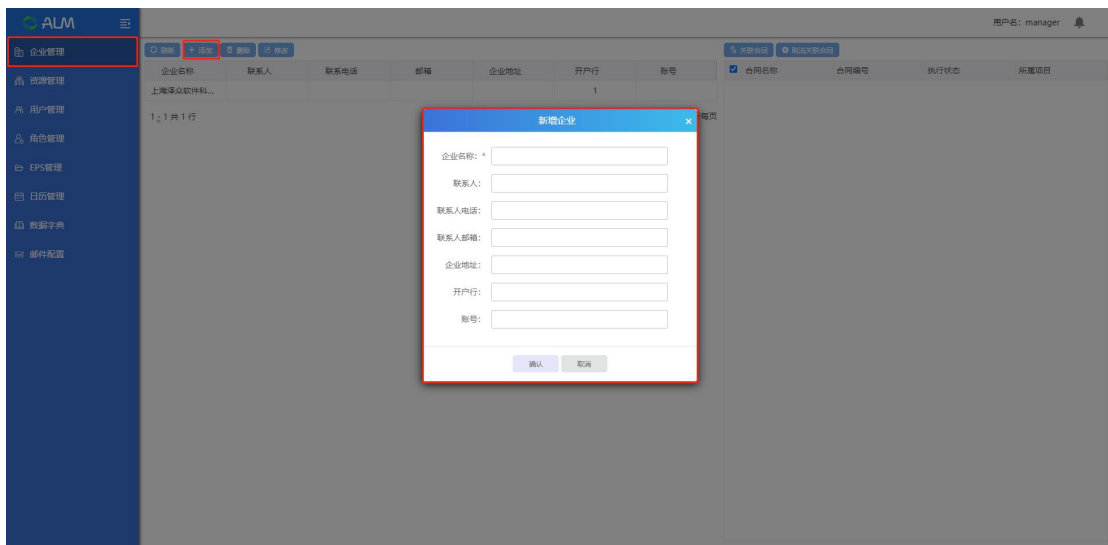 ALM
用户名: manager
企业管理
刷新 添加 删除 修改
关联合同 取消关联合同
企业名称 联系人 联系电话 邮箱 企业地址 开户行 账号
合同名称 合同编号 执行状态 所属项目
上海泽众软件科... 1
资源管理
1 - 1 共 1 行
每页
用户管理
角色管理
EPS管理
日历管理
数据字典
邮件配置
新增企业 ×
企业名称: *
联系人:
联系人电话:
联系人邮箱:
企业地址:
开户行:
账号:
确认 取消